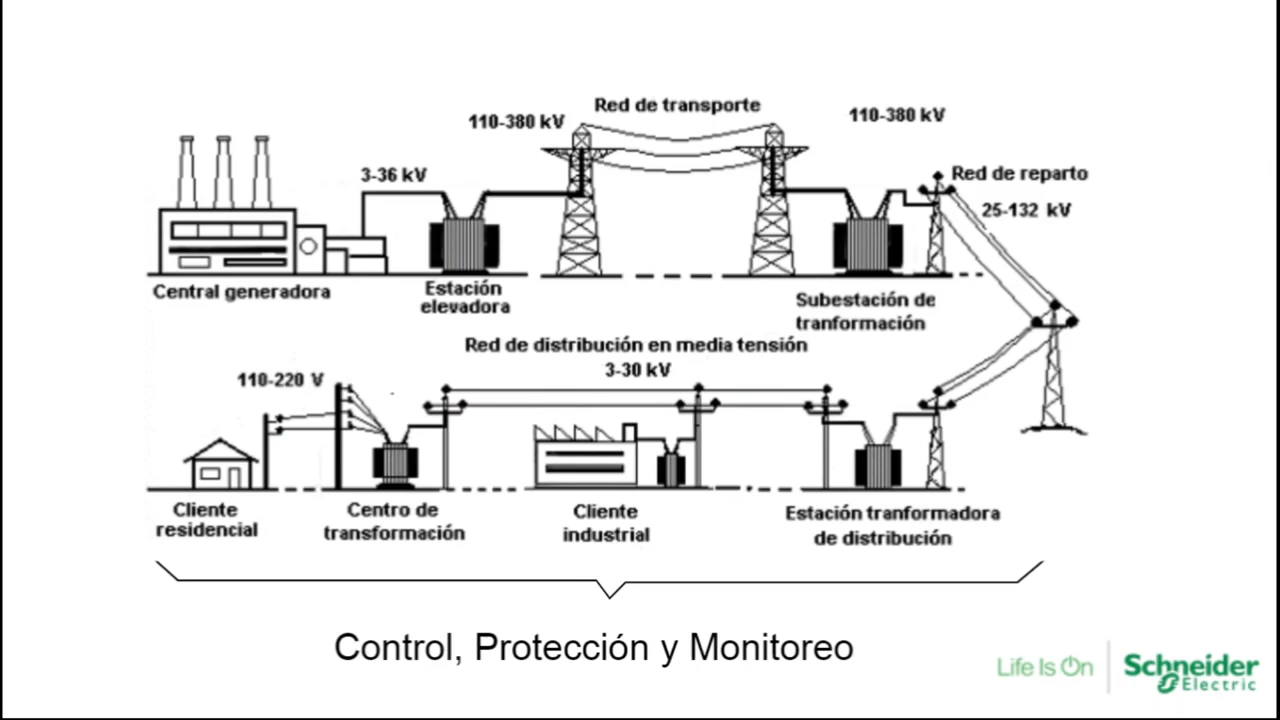 Red de transporte
110-380 kV
110-380 kV
3-36 kV
Red de reparto
25-132 kV
Central generadora
Estación
elevadora
Subestación de
tranformación
Red de distribución en media tensión
3-30 kV
110-220 V
Cliente
residencial
Centro de
transformación
Cliente
industrial
Estación tranformadora
de distribución
Control, Protección y Monitoreo
Life Is On
Schneider
Electric